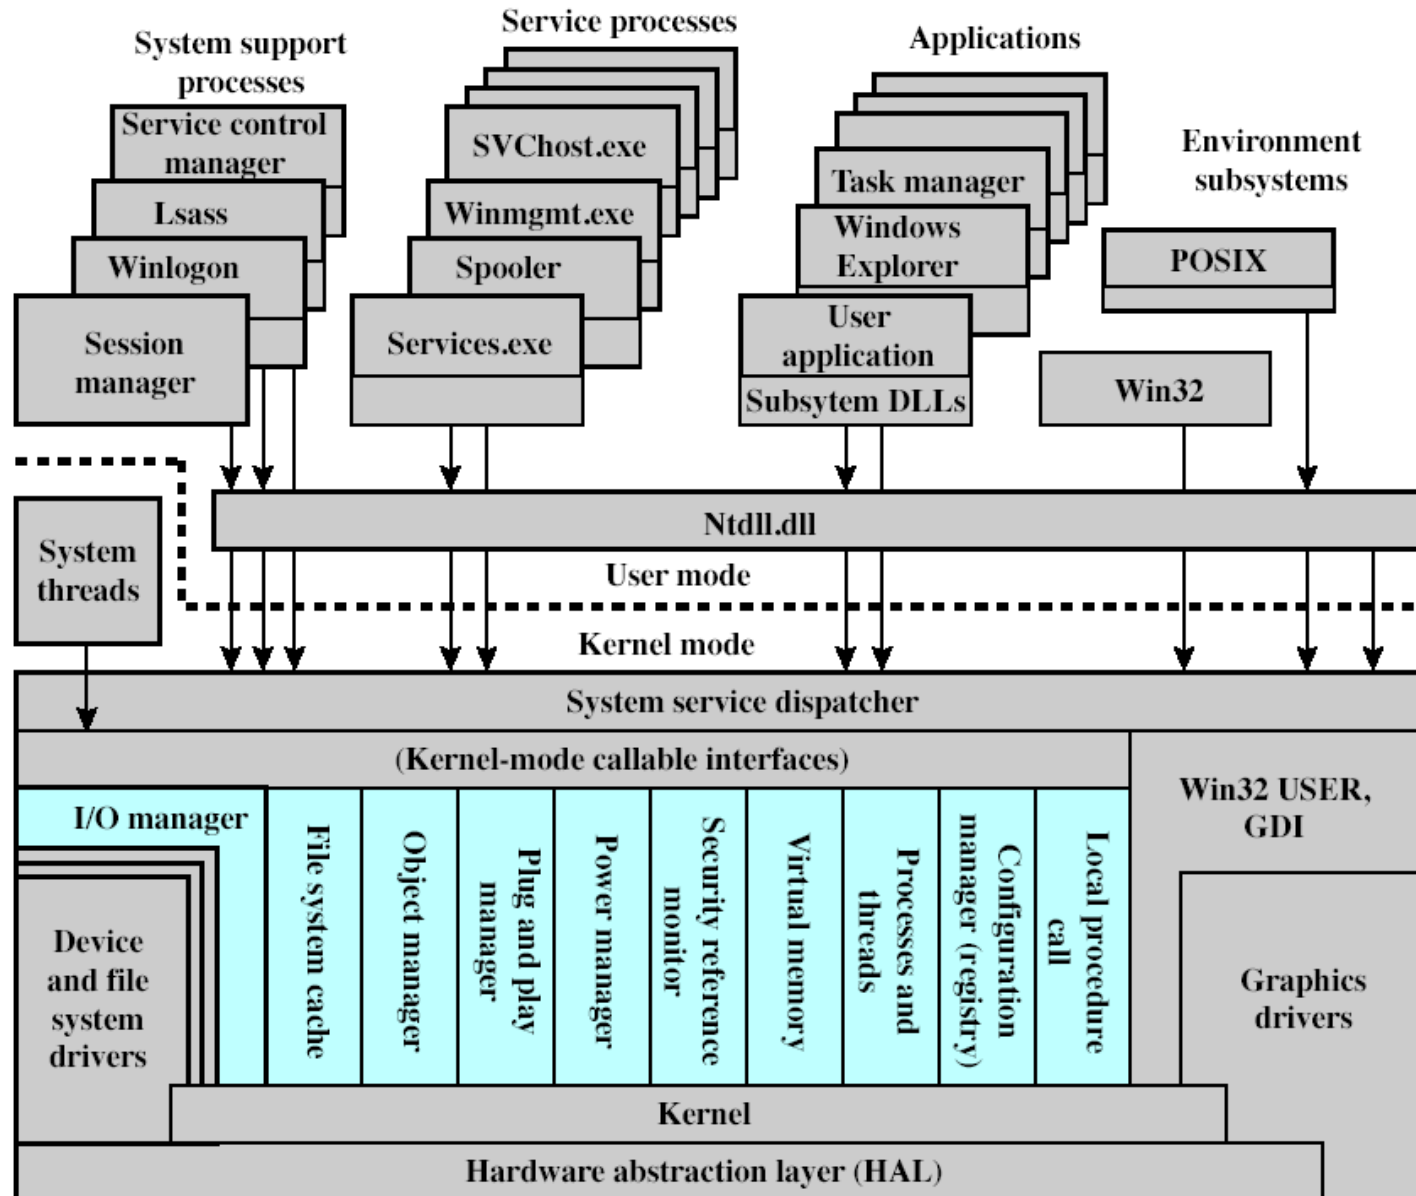 System support
processes
Service processes
Applications
Environment
subsystems
Service control
manager
Lsass
Winlogon
Session
manager
SVChost.exe
Winmgmt.exe
Spooler
Services.exe
Task manager
Windows
Explorer
User
application
Subsytem DLLs
POSIX
Win32
System
threads
Ntdll.dll
User mode
Kernel mode
System service dispatcher
(Kernel-mode callable interfaces)
Win32 USER,
GDI
I/O manager
Device
and file
system
drivers
File system cache
Object manager
Plug and play
manager
Power manager
Security reference
monitor
Virtual memory
Processes and
threads
Configuration
manager (registry)
Local procedure
call
Graphics
drivers
Kernel
Hardware abstraction layer (HAL)